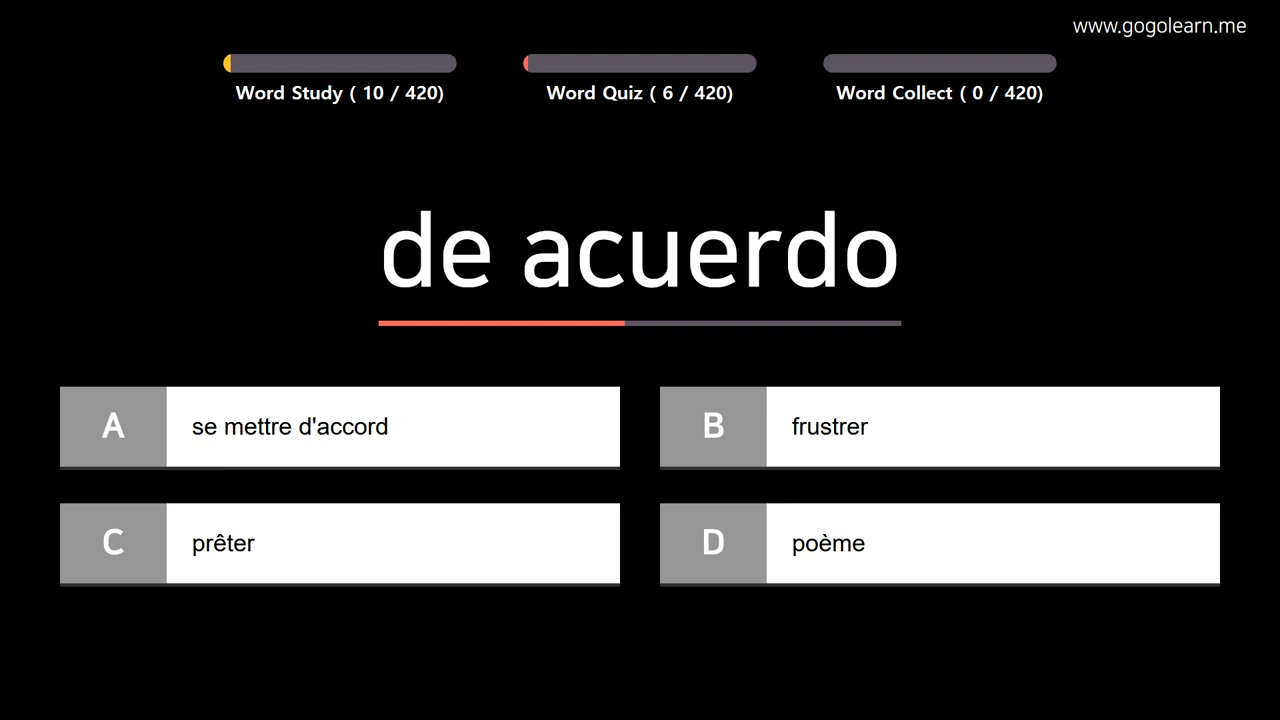 www.gogolearn.me
Word Study ( 10 / 420)
Word Quiz ( 6 / 420)
Word Collect ( 0 / 420)
de acuerdo
A
se mettre d'accord
B
frustrer
C
prêter
D
poème